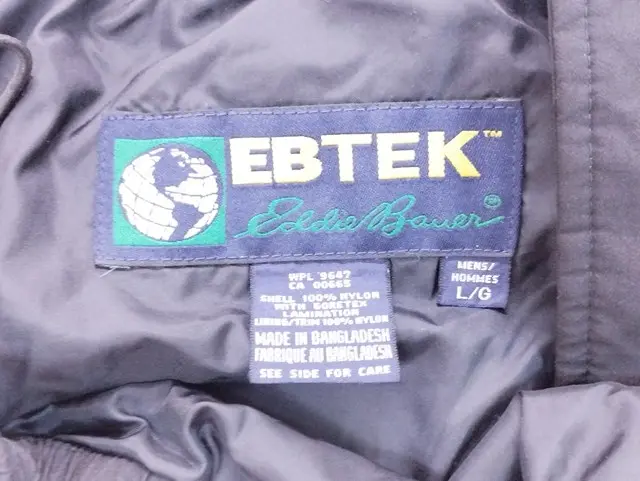 EBTEK™
Eddie Bauer®
WPL 9647
CA 00665
SHELL 100% NYLON
WITH GORETEX
LAMINATION
LINING/TRIM 100% NYLON
MADE IN BANGLADESH
FABRIQUE AU BANGLADESH
SEE SIDE FOR CARE
MENS/
HOMMES
L/G